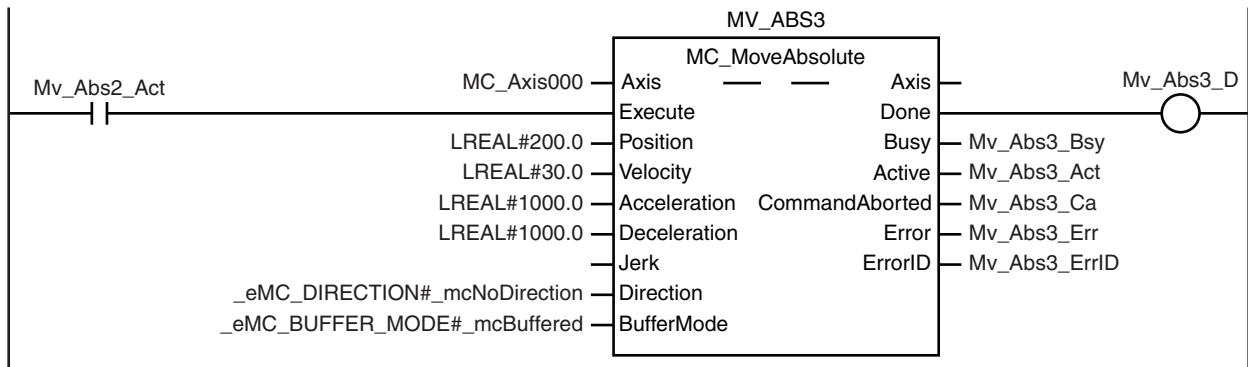 MV_ABS3
MC_MoveAbsolute
Mv_Abs2_Act
MC_Axis000 Axis Axis Mv_Abs3_D
Execute Done
LREAL#200.0 Position Busy Mv_Abs3_Bsy
LREAL#30.0 Velocity Active Mv_Abs3_Act
LREAL#1000.0 Acceleration CommandAborted Mv_Abs3_Ca
LREAL#1000.0 Deceleration Error Mv_Abs3_Err
Jerk ErrorID Mv_Abs3_ErrID
_eMC_DIRECTION#_mcNoDirection Direction
_eMC_BUFFER_MODE#_mcBuffered BufferMode